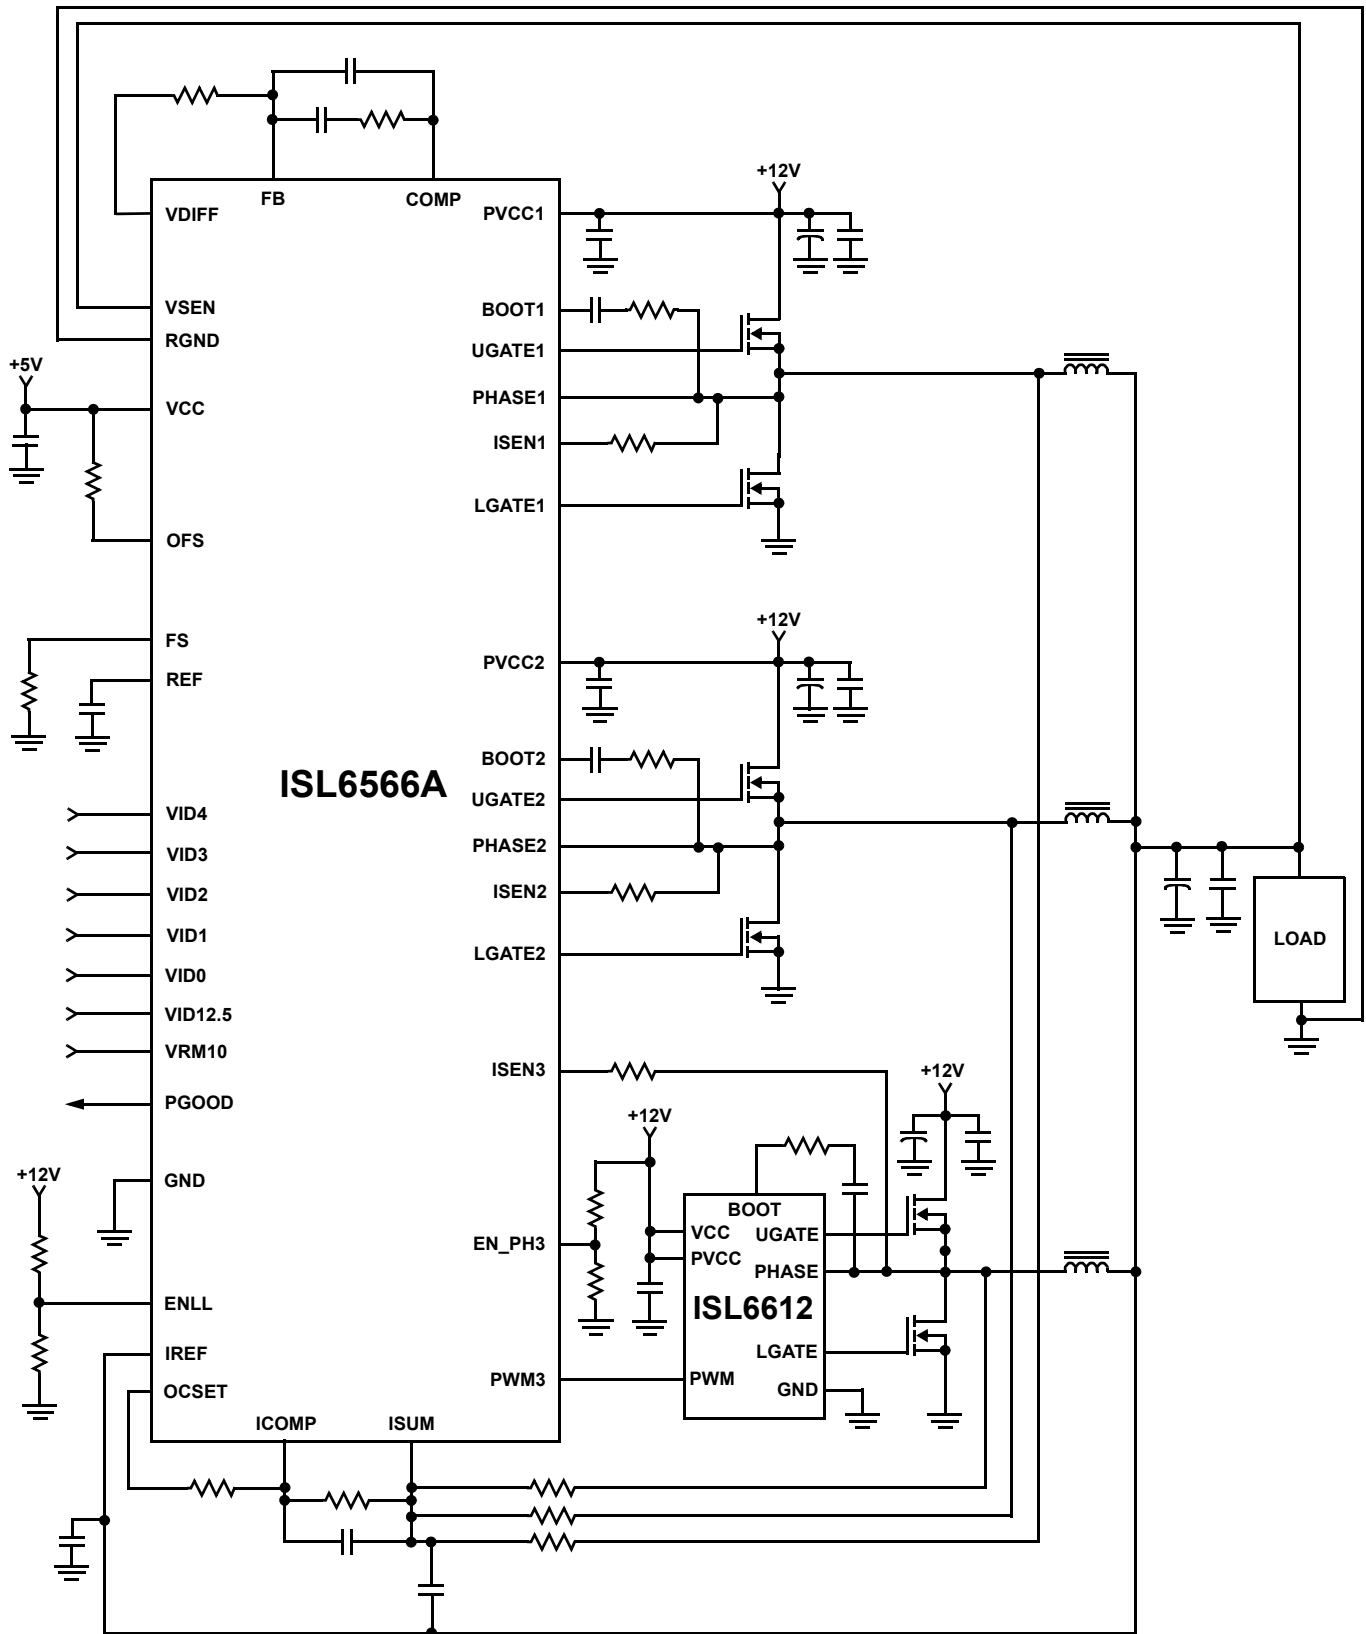 FB
COMP
VDIFF
VSEN
RGND
+5V
VCC
OFS
FS
REF
VID4
VID3
VID2
VID1
VID0
VID12.5
VRM10
PGOOD
GND
+12V
ENLL
IREF
OCSET
ICOMP
ISUM
ISL6566A
+12V
PVCC1
BOOT1
UGATE1
PHASE1
ISEN1
LGATE1
+12V
PVCC2
BOOT2
UGATE2
PHASE2
ISEN2
LGATE2
ISEN3
+12V
EN_PH3
PWM3
BOOT
VCC
UGATE
PVCC
PHASE
ISL6612
LGATE
PWM
GND
+12V
LOAD